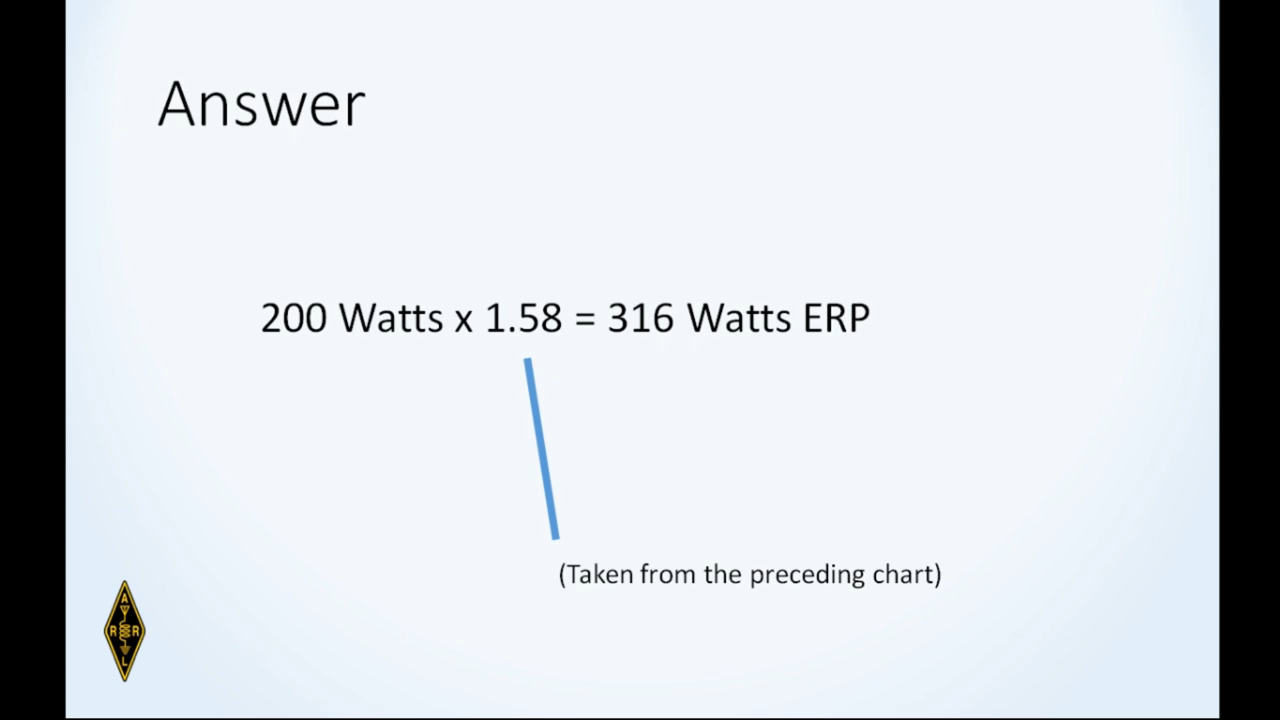 Answer
200 Watts x 1.58 = 316 Watts ERP
(Taken from the preceding chart)
A
R R
L